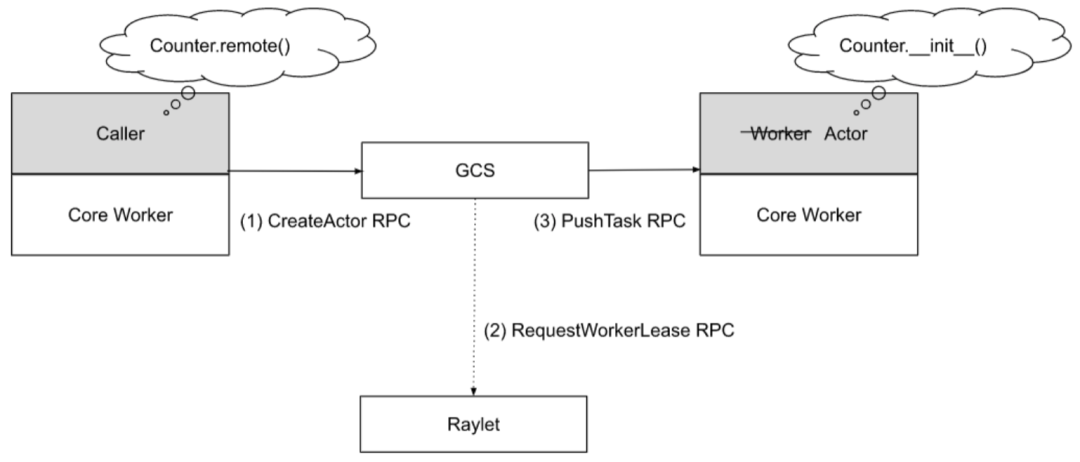 Counter.remote()
Counter.__init__()
Caller
Worker Actor
GCS
Core Worker
Core Worker
(1) CreateActor RPC
(3) PushTask RPC
(2) RequestWorkerLease RPC
Raylet